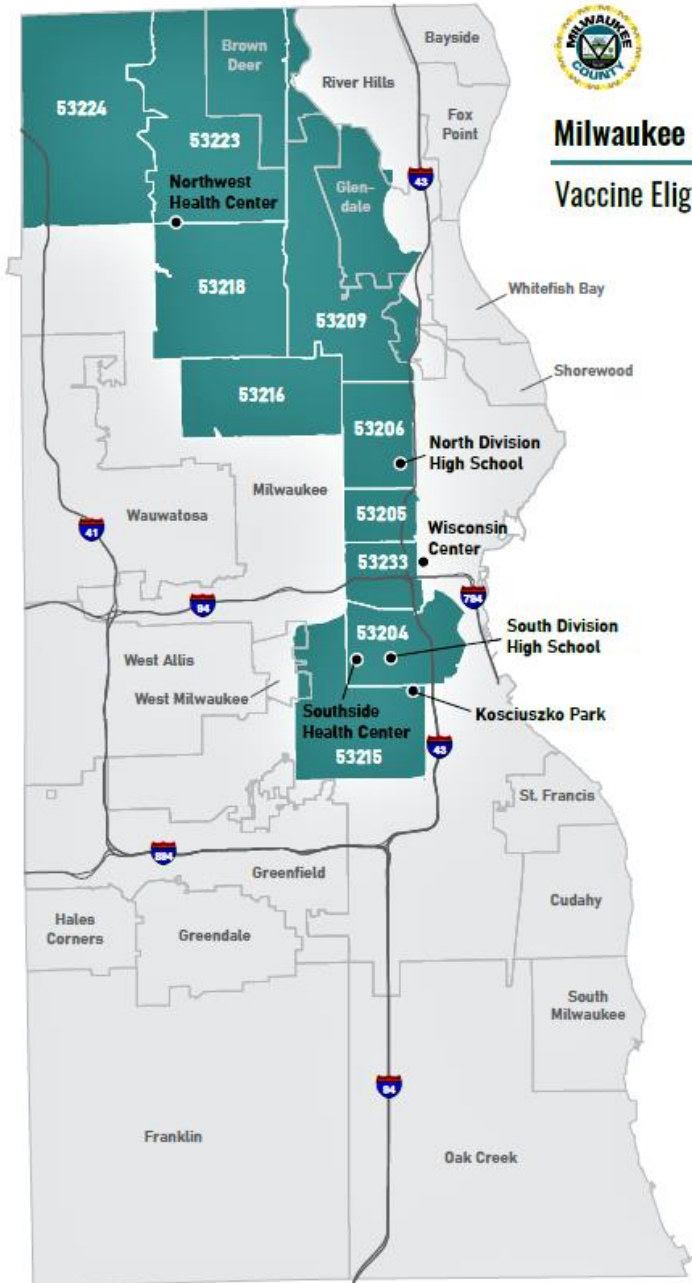 MILWAUKEE
COUNTY
Milwaukee
Vaccine Elig
Bayside
Brown
Deer
River Hills
Fox
Point
53224
53223
43
Northwest
Health Center
Glen-
dale
53218
53209
Whitefish Bay
Shorewood
53216
53206
North Division
High School
Milwaukee
53205
Wauwatosa
41
Wisconsin
Center
53233
94
794
53204
South Division
High School
West Allis
West Milwaukee
Southside
Health Center
Kosciuszko Park
53215
43
St. Francis
894
Greenfield
Cudahy
Hales
Corners
Greendale
South
Milwaukee
94
Franklin
Oak Creek